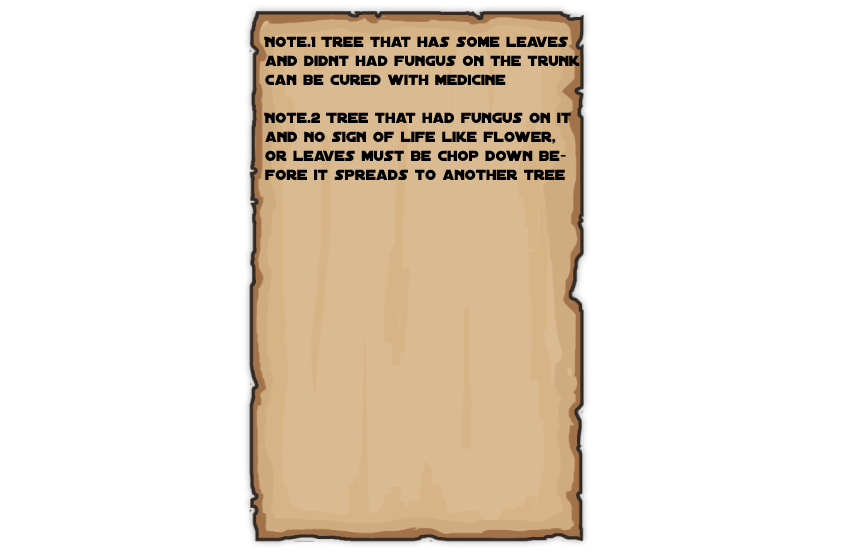 NOTE.1 TREE THAT HAS SOME LEAVES
AND DIDNT HAD FUNGUS ON THE TRUNK
CAN BE CURED WITH MEDICINE
NOTE.2 TREE THAT HAD FUNGUS ON IT
AND NO SIGN OF LIFE LIKE FLOWER,
OR LEAVES MUST BE CHOP DOWN BE-
FORE IT SPREADS TO ANOTHER TREE